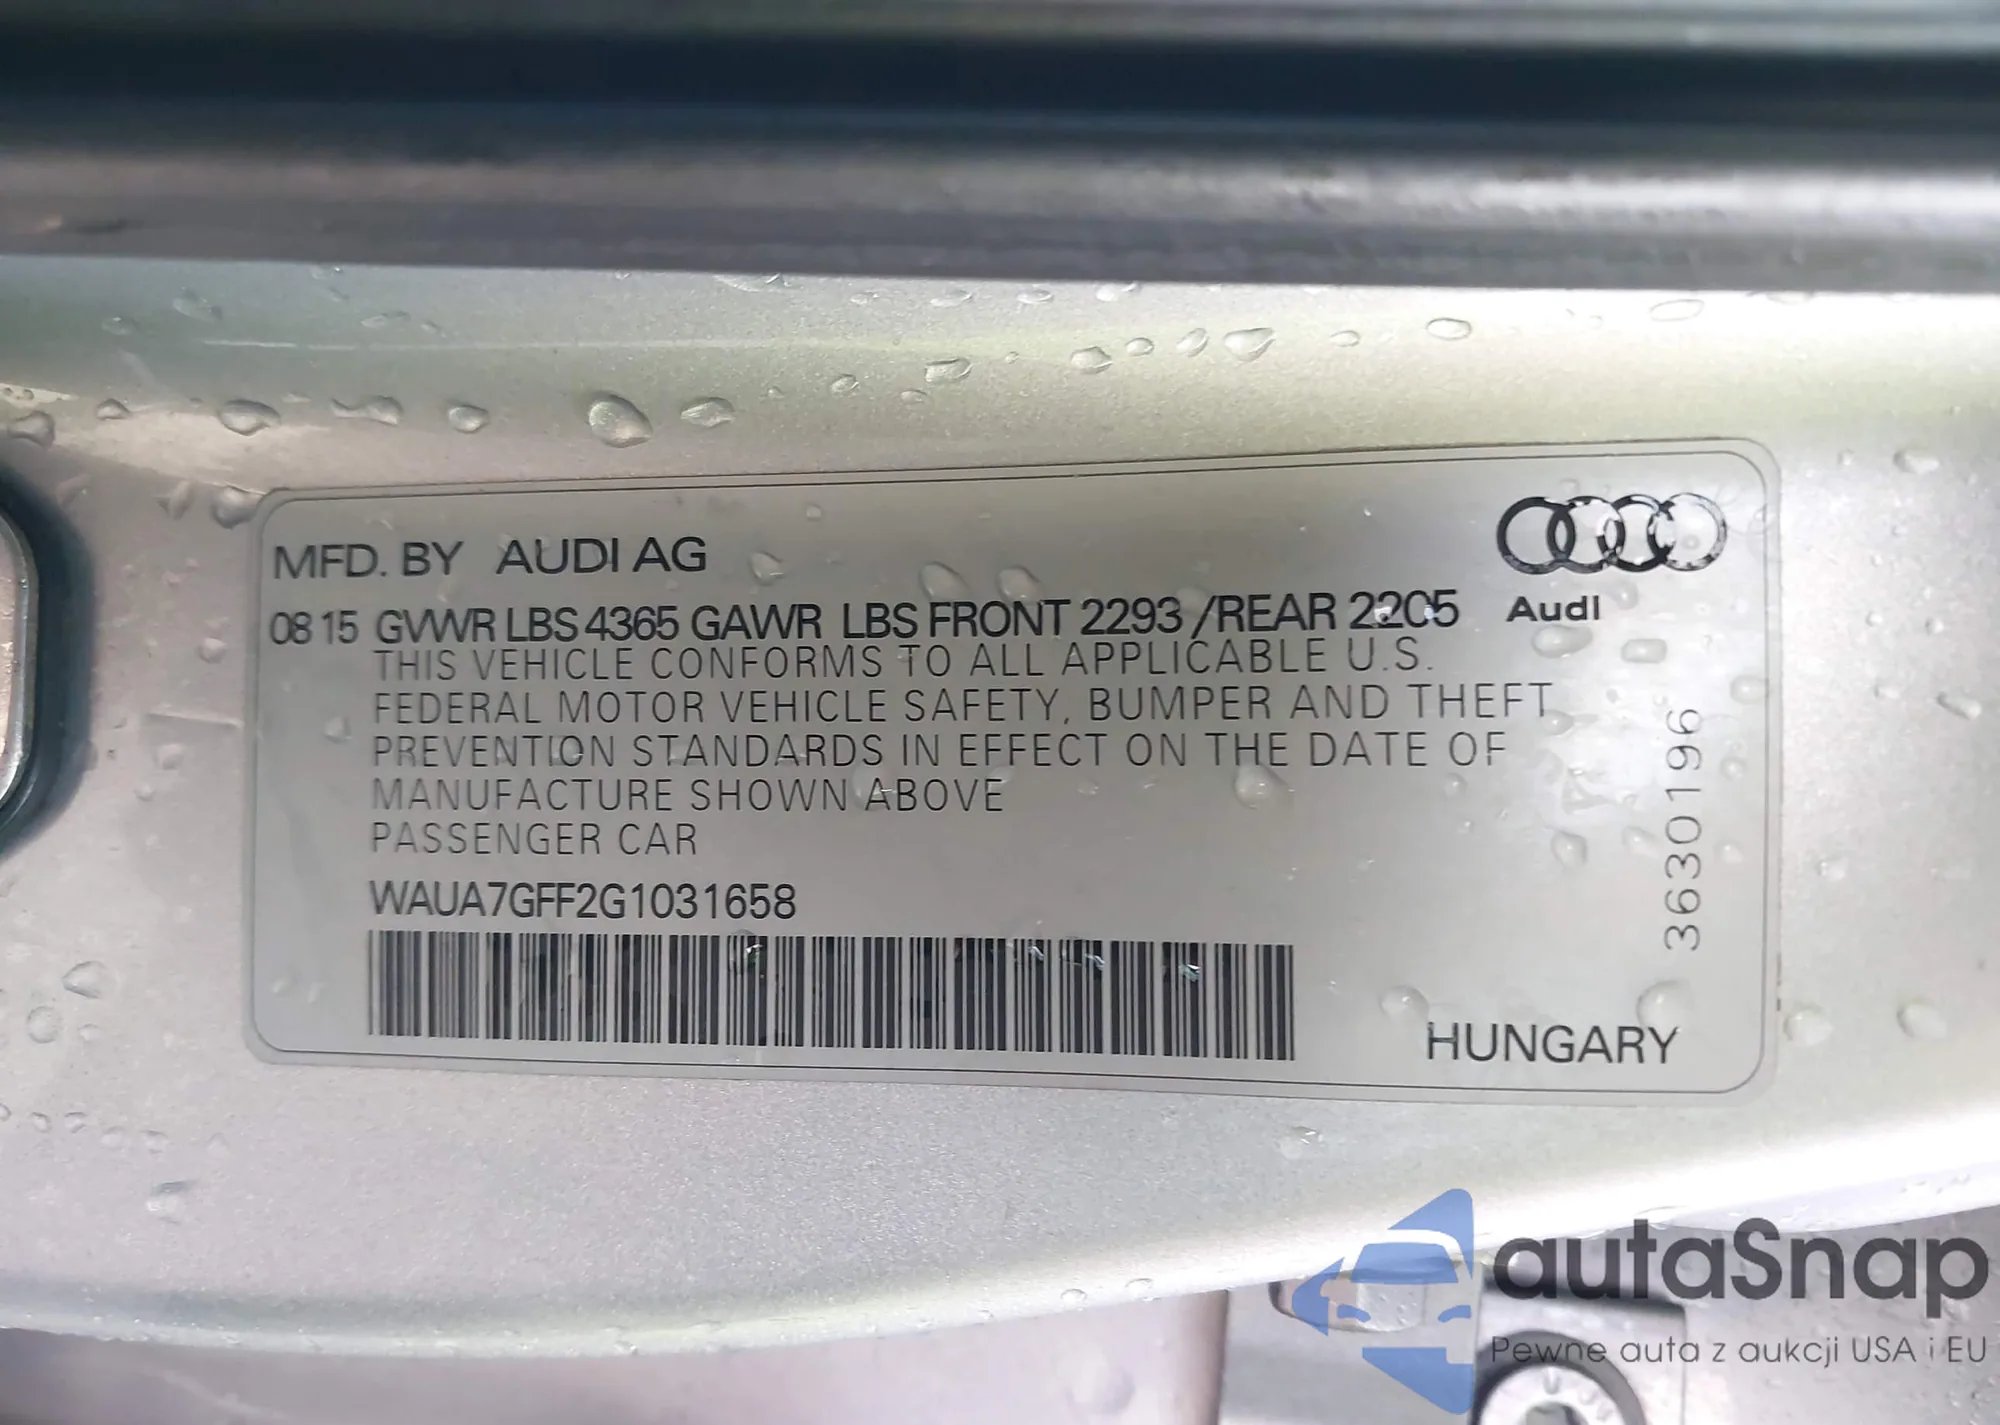 MFD. BY AUDI AG
08 15 GVWR LBS 4365 GAWR LBS FRONT 2293 /REAR 2205
Audi
THIS VEHICLE CONFORMS TO ALL APPLICABLE U.S.
FEDERAL MOTOR VEHICLE SAFETY, BUMPER AND THEFT
PREVENTION STANDARDS IN EFFECT ON THE DATE OF
MANUFACTURE SHOWN ABOVE
PASSENGER CAR
WAUA7GFF2G1031658
36301196
HUNGARY
autaSnap
Pewne auta z aukcji USA i EU